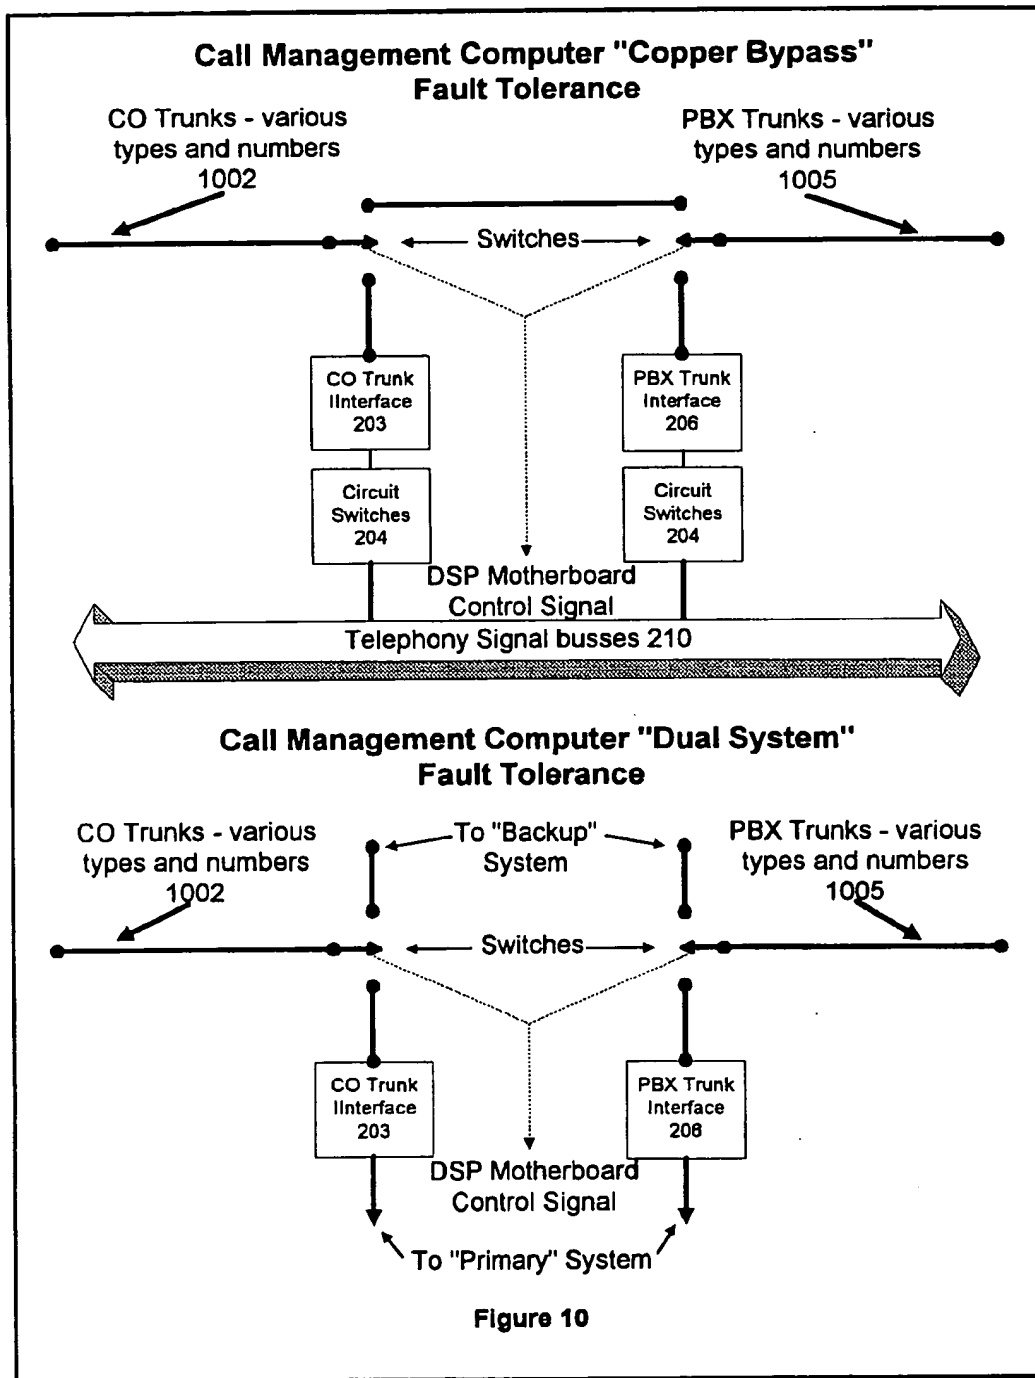 Call Management Computer "Copper Bypass"
Fault Tolerance
CO Trunks - various
types and numbers
1002
PBX Trunks - various
types and numbers
1005
Switches
CO Trunk
IInterface
203
PBX Trunk
Interface
206
Circuit
Switches
204
Circuit
Switches
204
DSP Motherboard
Control Signal
Telephony Signal busses 210
Call Management Computer "Dual System"
Fault Tolerance
CO Trunks - various
types and numbers
1002
To "Backup"
System
PBX Trunks - various
types and numbers
1005
Switches
CO Trunk
IInterface
203
PBX Trunk
Interface
206
DSP Motherboard
Control Signal
To "Primary" System
Figure 10